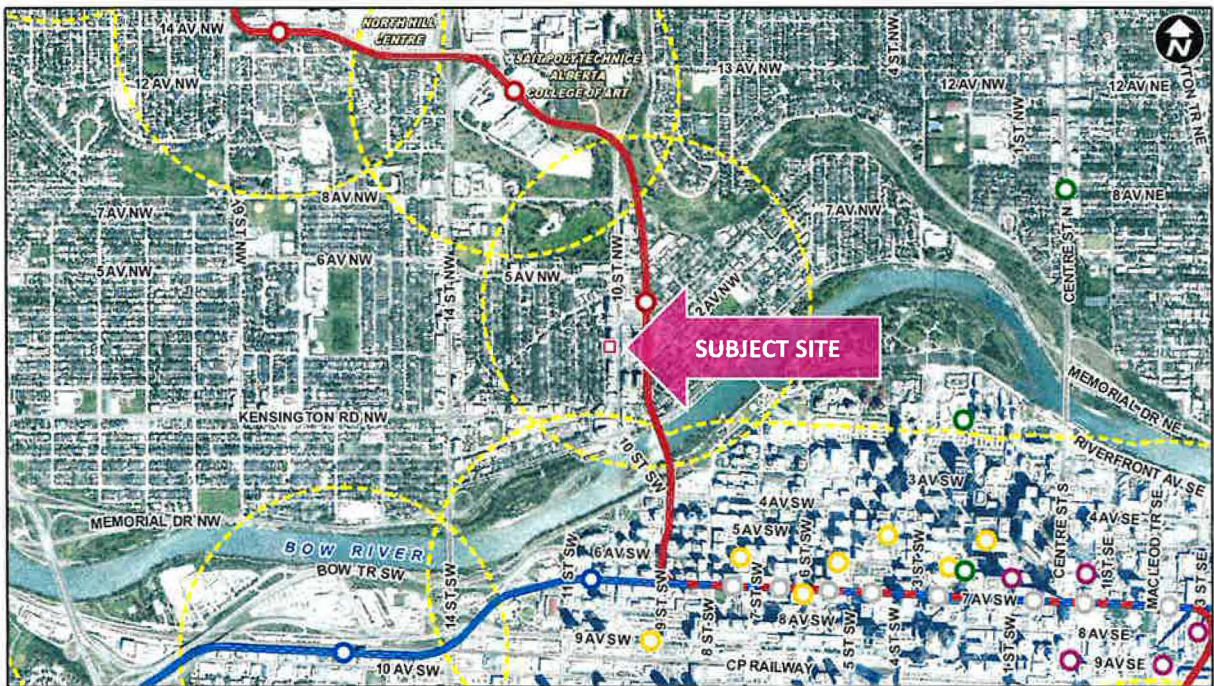 14 AV NW
NORTH HILL
CENTRE
SAIT POLYTECHNICE
ALBERTA
COLLEGE OF ART
4 ST NW
N
13 AV NW
12 AV NW
12 AV NW
12 AV NE
1 ST NW
8 AV NW
8 AV NE
7 AV NW
7 AV NW
19 ST NW
6 AV NW
5 AV NW
5 AV NW
14 ST NW
10 ST NW
2 AV NW
CENTRE ST N
SUBJECT SITE
KENSINGTON RD NW
MEMORIAL DR NE
RIVERFRONT AV SE
10 ST SW
MEMORIAL DR NW
BOW RIVER
BOW TR SW
3 AV SW
4 AV SW
4 AV SE
5 AV SW
6 AV SW
6 ST SW
3 ST SW
CENTRE ST S
1 ST SE
MACLEOD TR SE
11 ST SW
9 ST SW
14 ST SW
7 ST SW
7 AV SW
8 ST SW
8 AV SW
5 ST SW
4 ST SW
1 ST SW
8 AV SE
9 AV SW
9 AV SE
10 AV SW
CP RAILWAY